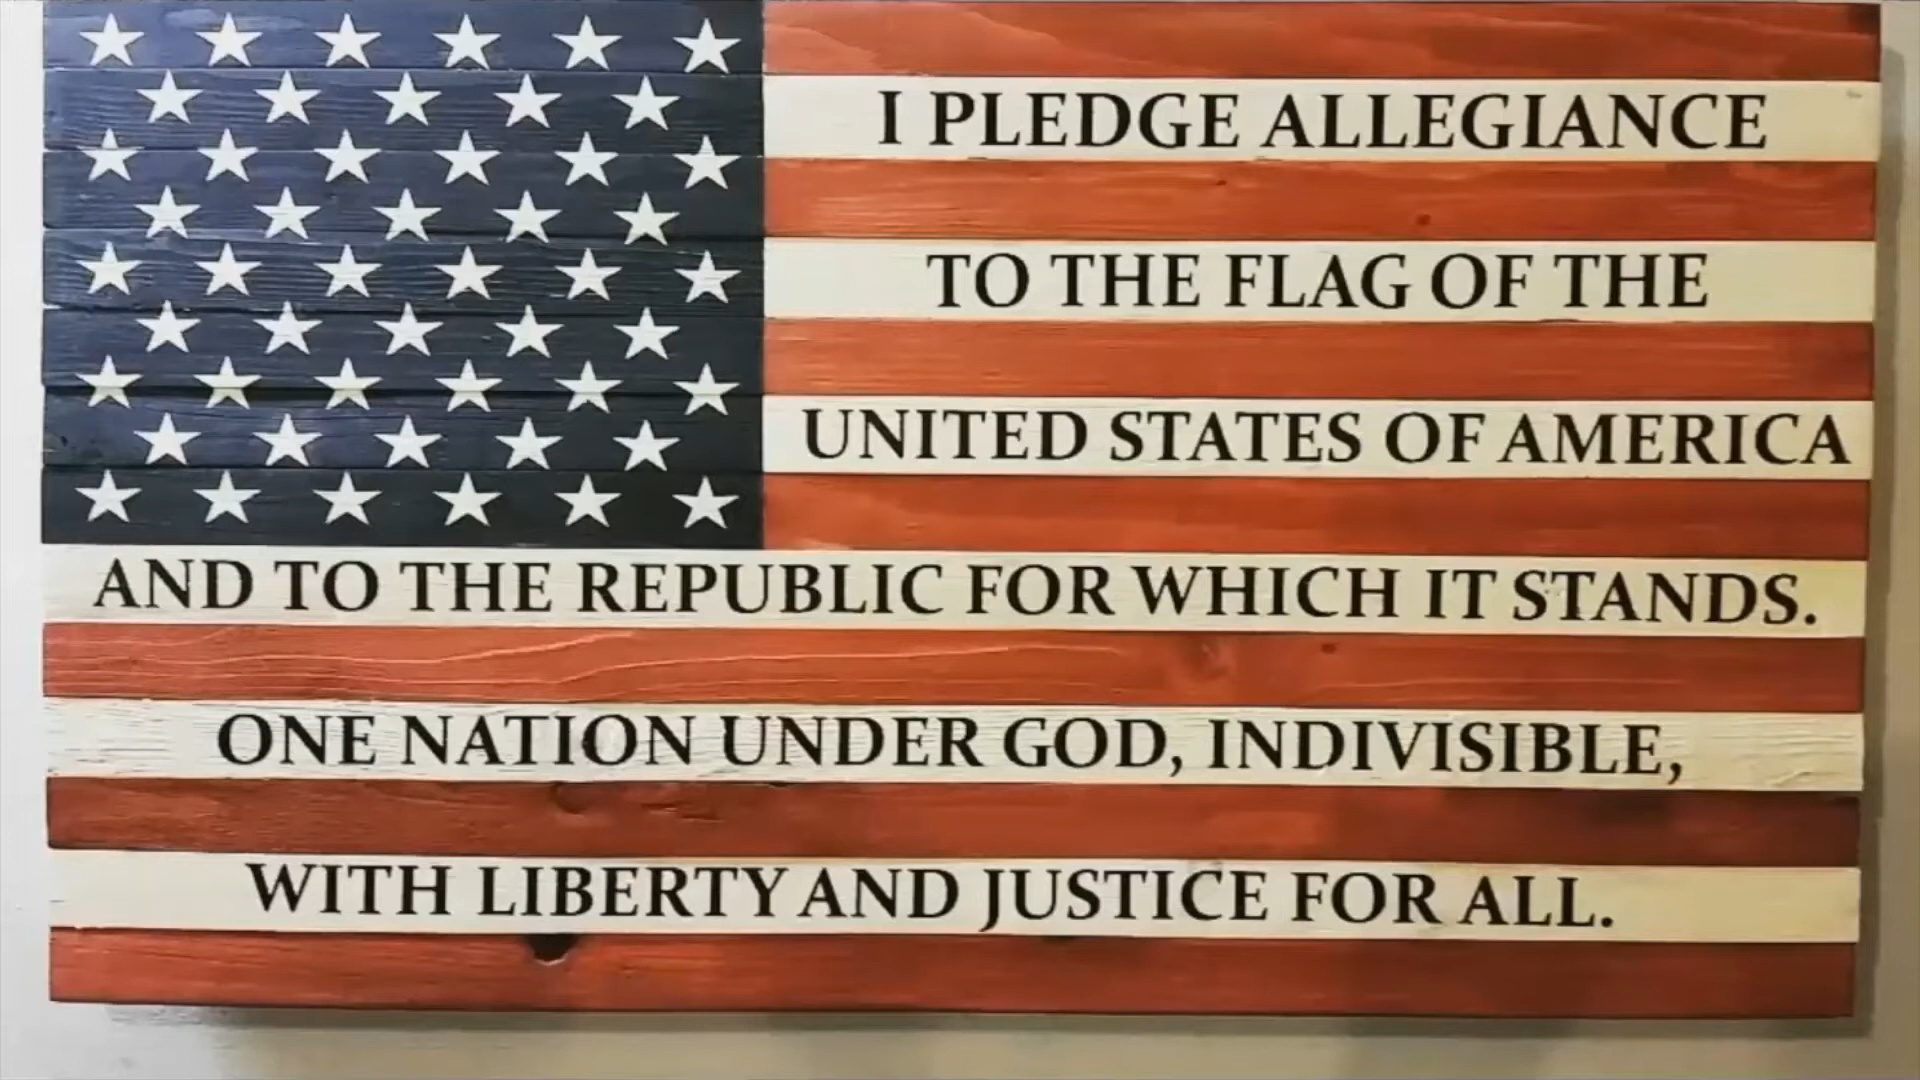 I PLEDGE ALLEGIANCE
TO THE FLAG OF THE
UNITED STATES OF AMERICA
AND TO THE REPUBLIC FOR WHICH IT STANDS.
ONE NATION UNDER GOD, INDIVISIBLE,
WITH LIBERTY AND JUSTICE FOR ALL.